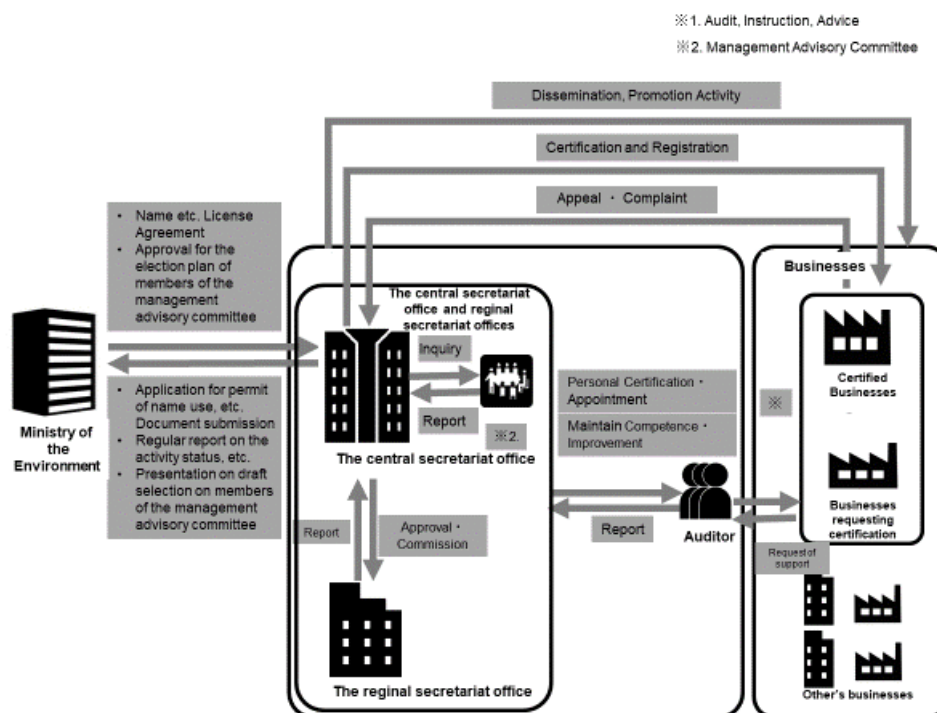 ※1. Audit, Instruction, Advice
※2. Management Advisory Committee
Dissemination, Promotion Activity
Certification and Registration
Appeal ・ Complaint
• Name etc. License
Agreement
• Approval for the
election plan of
members of the
management
advisory committee
Ministry of
the
Environment
• Application for permit
of name use, etc.
Document submission
• Regular report on the
activity status, etc.
• Presentation on draft
selection on members
of the management
advisory committee
The central secretariat
office and reginal
secretariat offices
Inquiry
Report
※2.
The central secretariat office
Report
Approval・
Commission
The reginal secretariat office
Personal Certification・
Appointment
Maintain Competence・
Improvement
Report
Auditor
※
Request of
support
Businesses
Certified
Businesses
Businesses
requesting
certification
Other's businesses